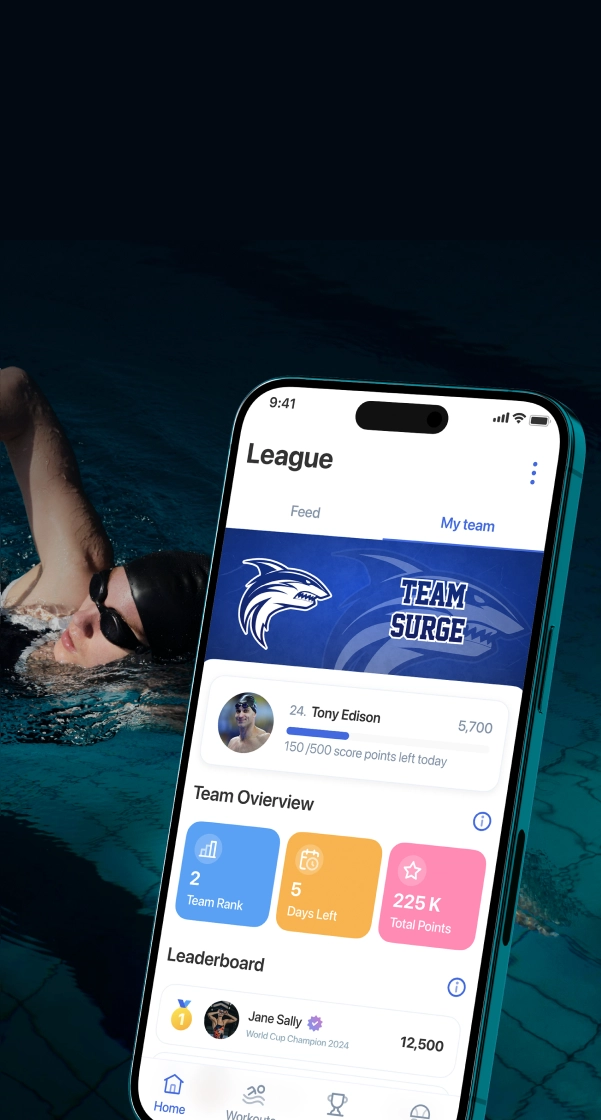 9:41
League
Feed
My team
TEAM
SURGE
24. Tony Edison
5,700
150 /500 score points left today
Team Ovierview
2
Team Rank
5
Days Left
225 K
Total Points
Leaderboard
1
Jane Sally
World Cup Champion 2024
12,500
Home